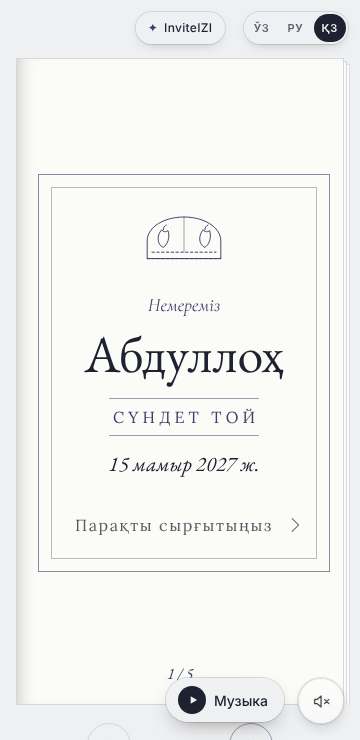 InviteIZI
ЎЗ РУ ҚЗ
Немереміз
Абдуллоҳ
СҮНДЕТ ТОЙ
15 мамыр 2027 ж.
Парақты сырғытыңыз
1 / 5
Музыка